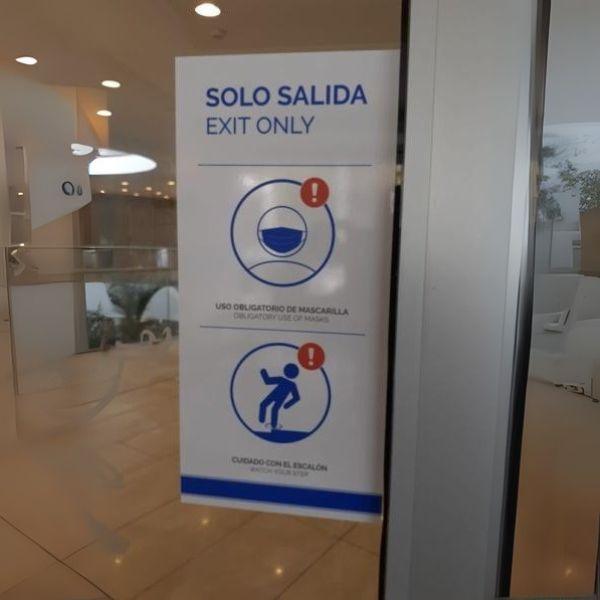 SOLO SALIDA
EXIT ONLY
USO OBLIGATORIO DE MASCARILLA
OBLIGATORY USE OF MASKS
CUIDADO CON EL ESCALÓN
WATCH YOUR STEP